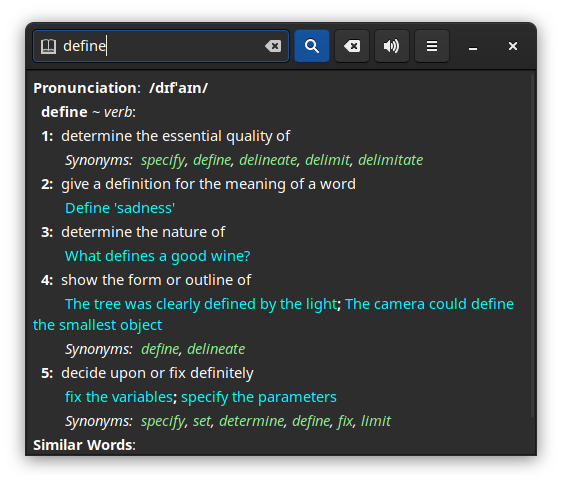 define
Pronunciation:  /dɪfˈaɪn/
define ~ verb:
1:  determine the essential quality of
Synonyms:  specify, define, delineate, delimit, delimitate
2:  give a definition for the meaning of a word
Define 'sadness'
3:  determine the nature of
What defines a good wine?
4:  show the form or outline of
The tree was clearly defined by the light; The camera could define
the smallest object
Synonyms:  define, delineate
5:  decide upon or fix definitely
fix the variables; specify the parameters
Synonyms:  specify, set, determine, define, fix, limit
Similar Words: